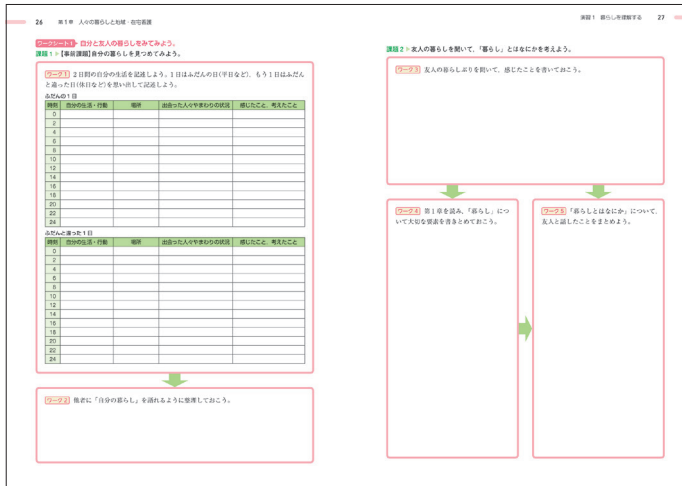 26 第1章 人々の暮らしと地域・在宅看護
ワークシート1 自分と友人の暮らしをみてみよう。
課題1 【事前課題】自分の暮らしを見つめてみよう。
ワーク1 2日間の自分の生活を記述しよう。1日はふだんの日(平日など)，もう1日はふだん
と違った日(休日など)を思い出して記述しよう。
ふだんの1日
時刻 自分の生活・行動 場所 出会った人々やまわりの状況 感じたこと，考えたこと
0
2
4
6
8
10
12
14
16
18
20
22
24
ふだんと違った1日
時刻 自分の生活・行動 場所 出会った人々やまわりの状況 感じたこと，考えたこと
0
2
4
6
8
10
12
14
16
18
20
22
24
ワーク2 他者に「自分の暮らし」を語れるように整理しておこう。
演習1 暮らしを理解する 27
課題2 友人の暮らしを聞いて，「暮らし」とはなにかを考えよう。
ワーク3 友人の暮らしぶりを聞いて，感じたことを書いておこう。
ワーク4 第1章を読み，「暮らし」につ
いて大切な要素を書きとめておこう。
ワーク5 「暮らしとはなにか」について，
友人と話したことをまとめよう。